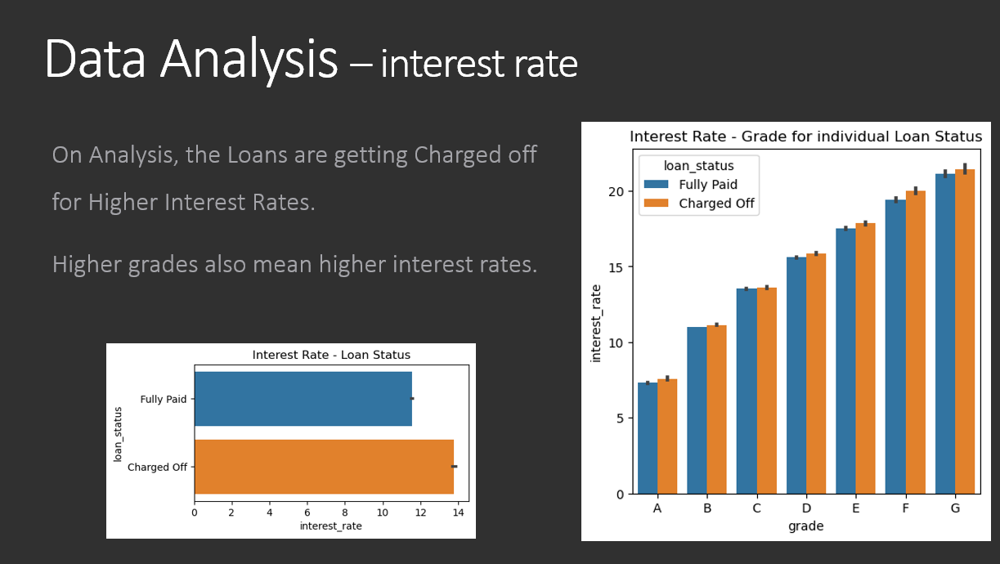 Data Analysis – interest rate
On Analysis, the Loans are getting Charged off
for Higher Interest Rates.
Higher grades also mean higher interest rates.
Interest Rate - Loan Status
loan_status
Fully Paid
Charged Off
0 2 4 6 8 10 12 14
interest_rate
Interest Rate - Grade for individual Loan Status
loan_status
Fully Paid
Charged Off
interest_rate
20
15
10
5
0
A B C D E F G
grade